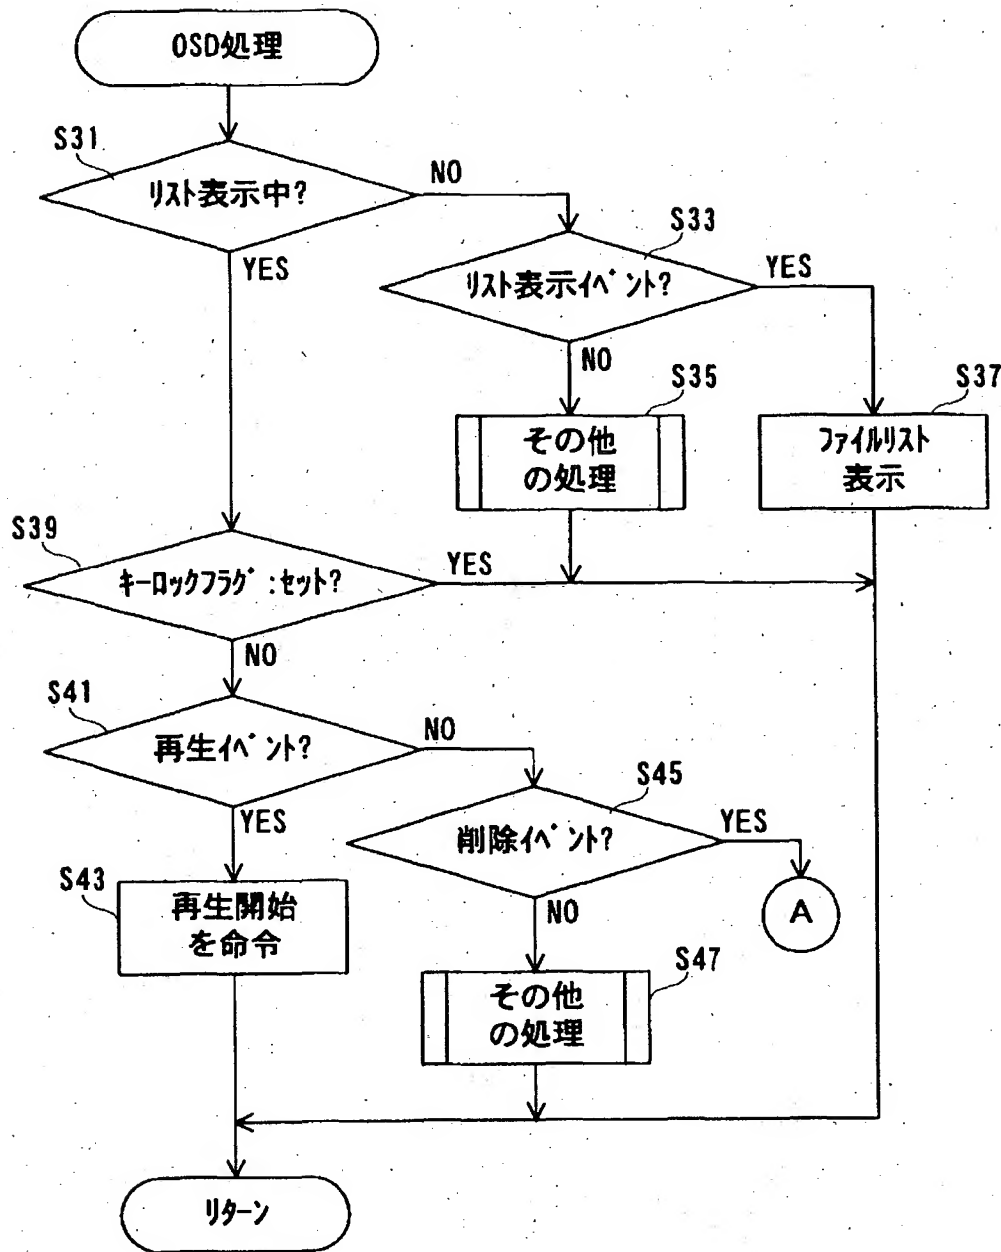 OSD処理
S31
リスト表示中?
NO
YES
S33
リスト表示イベント?
YES
NO
S35
その他
の処理
S37
ファイルリスト
表示
S39
キーロックフラグ:セット?
YES
NO
S41
再生イベント?
NO
YES
S45
削除イベント?
YES
NO
S43
再生開始
を命令
A
S47
その他
の処理
リターン